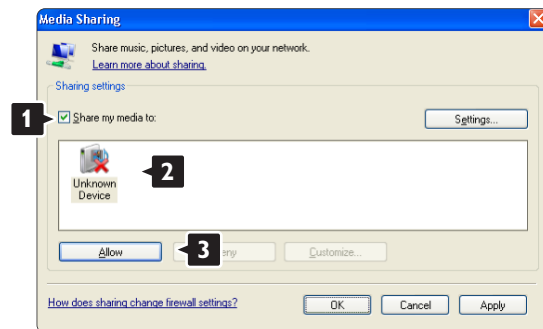 Media Sharing
Share music, pictures, and video on your network.
Learn more about sharing.
Sharing settings
1
Share my media to:
Settings...
2
Unknown
Device
Allow
3
Customize...
How does sharing change firewall settings?
OK
Cancel
Apply